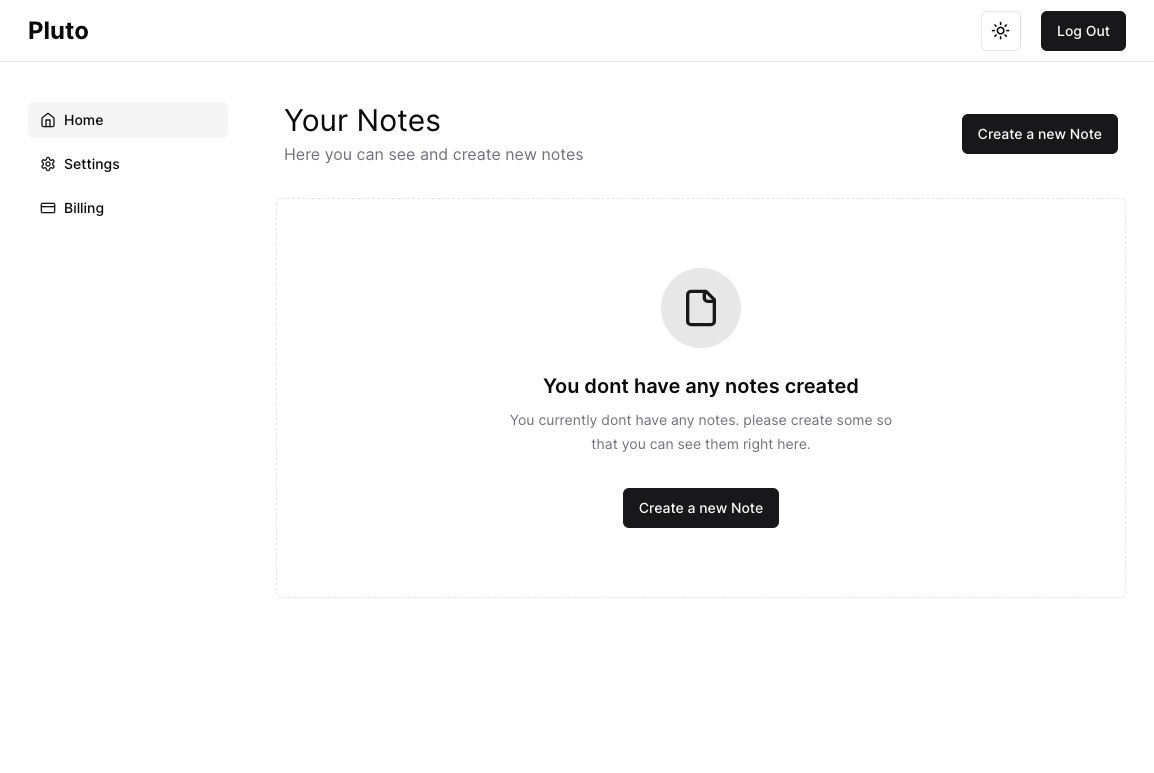 Pluto
Log Out
Home
Settings
Billing
Your Notes
Here you can see and create new notes
Create a new Note
You dont have any notes created
You currently dont have any notes. please create some so
that you can see them right here.
Create a new Note